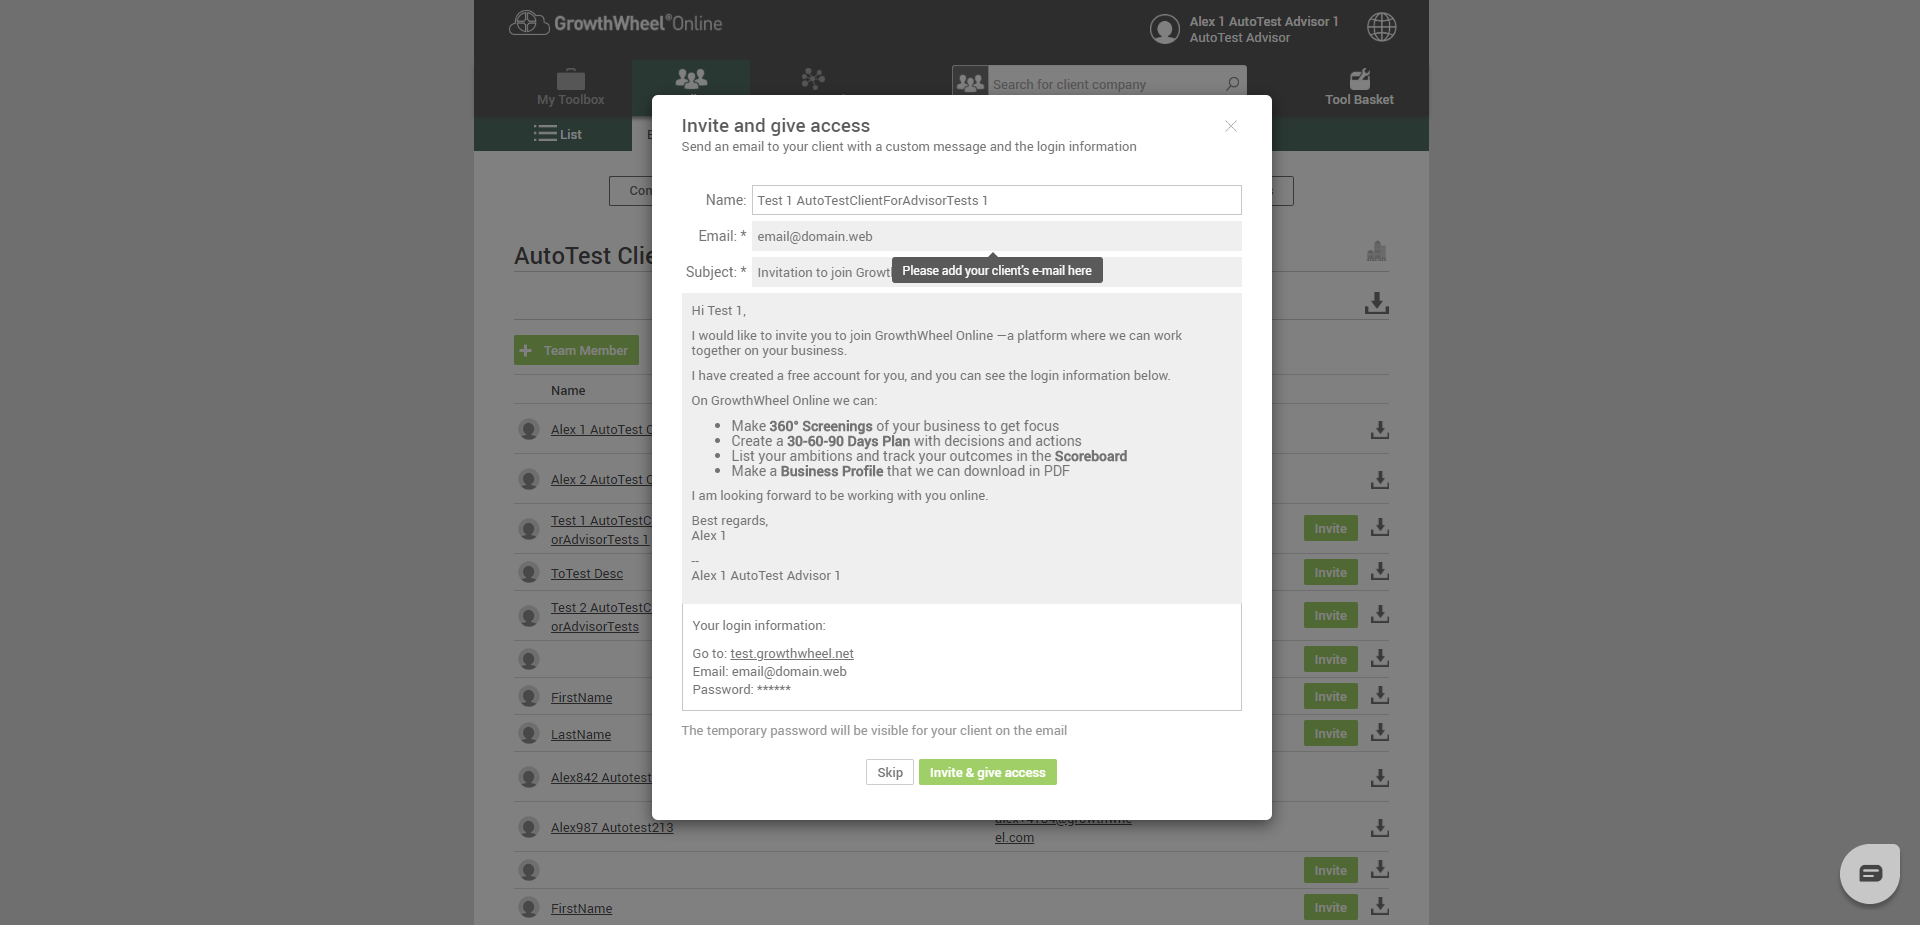 GrowthWheel®Online
Alex 1 AutoTest Advisor 1
AutoTest Advisor
My Toolbox
Search for client company
Tool Basket
List
Invite and give access
Send an email to your client with a custom message and the login information
Name:
Test 1 AutoTestClientForAdvisorTests 1
Email: *
email@domain.web
Please add your client's e-mail here
Subject: *
Invitation to join Growth
Hi Test 1,
I would like to invite you to join GrowthWheel Online —a platform where we can work
together on your business.
I have created a free account for you, and you can see the login information below.
On GrowthWheel Online we can:
Make 360° Screenings of your business to get focus
Create a 30-60-90 Days Plan with decisions and actions
List your ambitions and track your outcomes in the Scoreboard
Make a Business Profile that we can download in PDF
I am looking forward to be working with you online.
Best regards,
Alex 1
--
Alex 1 AutoTest Advisor 1
Your login information:
Go to: test.growthwheel.net
Email: email@domain.web
Password: ******
The temporary password will be visible for your client on the email
Skip
Invite & give access
Con
AutoTest Clie
+ Team Member
Name
Alex 1 AutoTest C
Alex 2 AutoTest C
Test 1 AutoTestC
orAdvisorTests 1
Invite
ToTest Desc
Invite
Test 2 AutoTestC
orAdvisorTests
Invite
Invite
FirstName
Invite
LastName
Invite
Alex842 Autotest
Alex987 Autotest213
el.com
Invite
FirstName
Invite